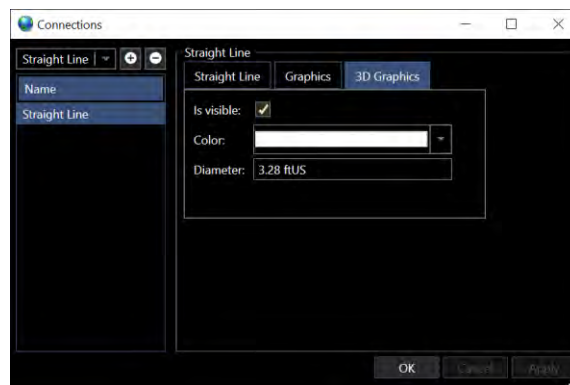 Connections
Straight Line
Name
Straight Line
Straight Line
Straight Line Graphics 3D Graphics
Is visible:
Color:
Diameter: 3.28 ftUS
OK Cancel Apply